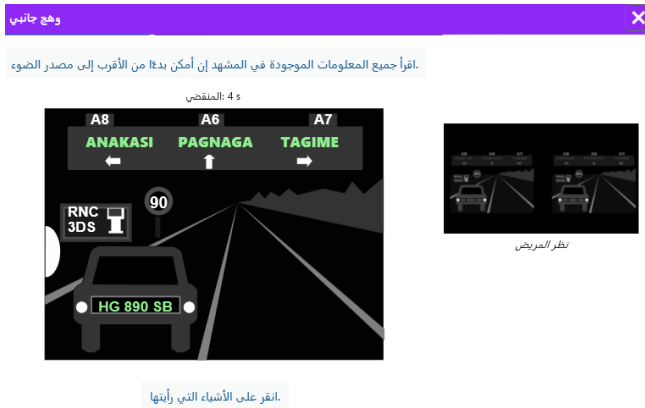 وهج جانبي
اقرأ جميع المعلومات الموجودة في المشهد إن أمكن بدءًا من الأقرب إلى مصدر الضوء.
المنقضي: 4 s
A8 A6 A7
ANAKASI PAGNAGA TAGIME
90
RNC
3DS
HG 890 SB
نظر المريض
انقر على الأشياء التي رأيتها.